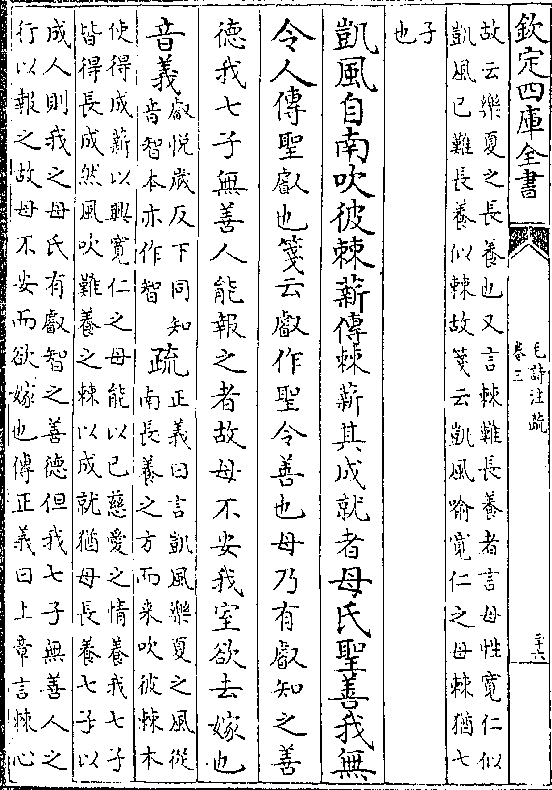 欽定四庫全書
毛詩注疏
卷三
三十六
故云樂夏之長養也又言棘難長養者言母性寬仁似
凱風已難長養似棘故箋云凱風喻寬仁之母棘猶七
子
也
凱風自南吹彼棘薪傳棘薪其成就者母氏聖善我無
令人傳聖叡也箋云叡作聖令善也母乃有叡知之善
德我七子無善人能報之者故母不安我室欲去嫁也
音義
叡悦嵗反下同知
音智本亦作智
疏
正義曰言凱風樂夏之風從
南長養之方而来吹彼棘木
使得成薪以興寛仁之母能以已慈愛之情養我七子
皆得長成然風吹難養之棘以成就猶母長養七子以
成人則我之母氏有叡智之善德但我七子無善人之
行以報之故母不安而欲嫁也傳正義曰上章言棘心